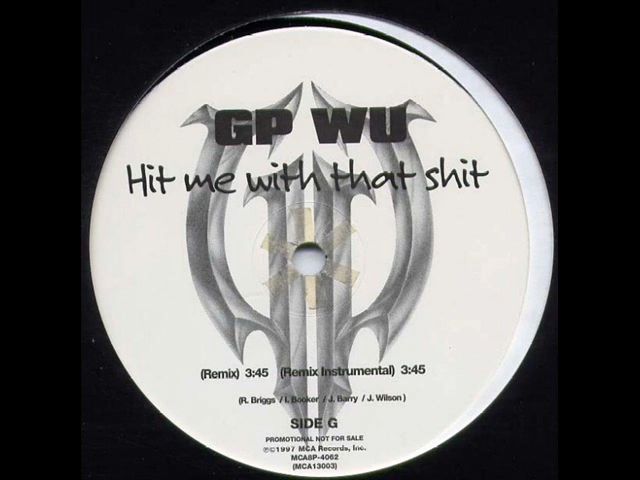 GP WU
Hit me with that shit
(Remix) 3:45 (Remix Instrumental) 3:45
(R. Briggs / I. Booker / J. Barry / J. Wilson )
SIDE G
PROMOTIONAL NOT FOR SALE
℗©1997 MCA Records, Inc.
MCA8P-4062
(MCA13003)